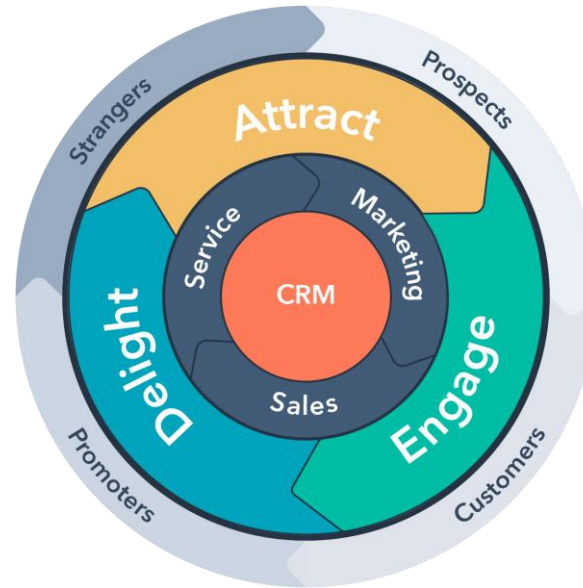 Strangers
Prospects
Attract
Service
Marketing
CRM
Delight
Engage
Sales
Promoters
Customers